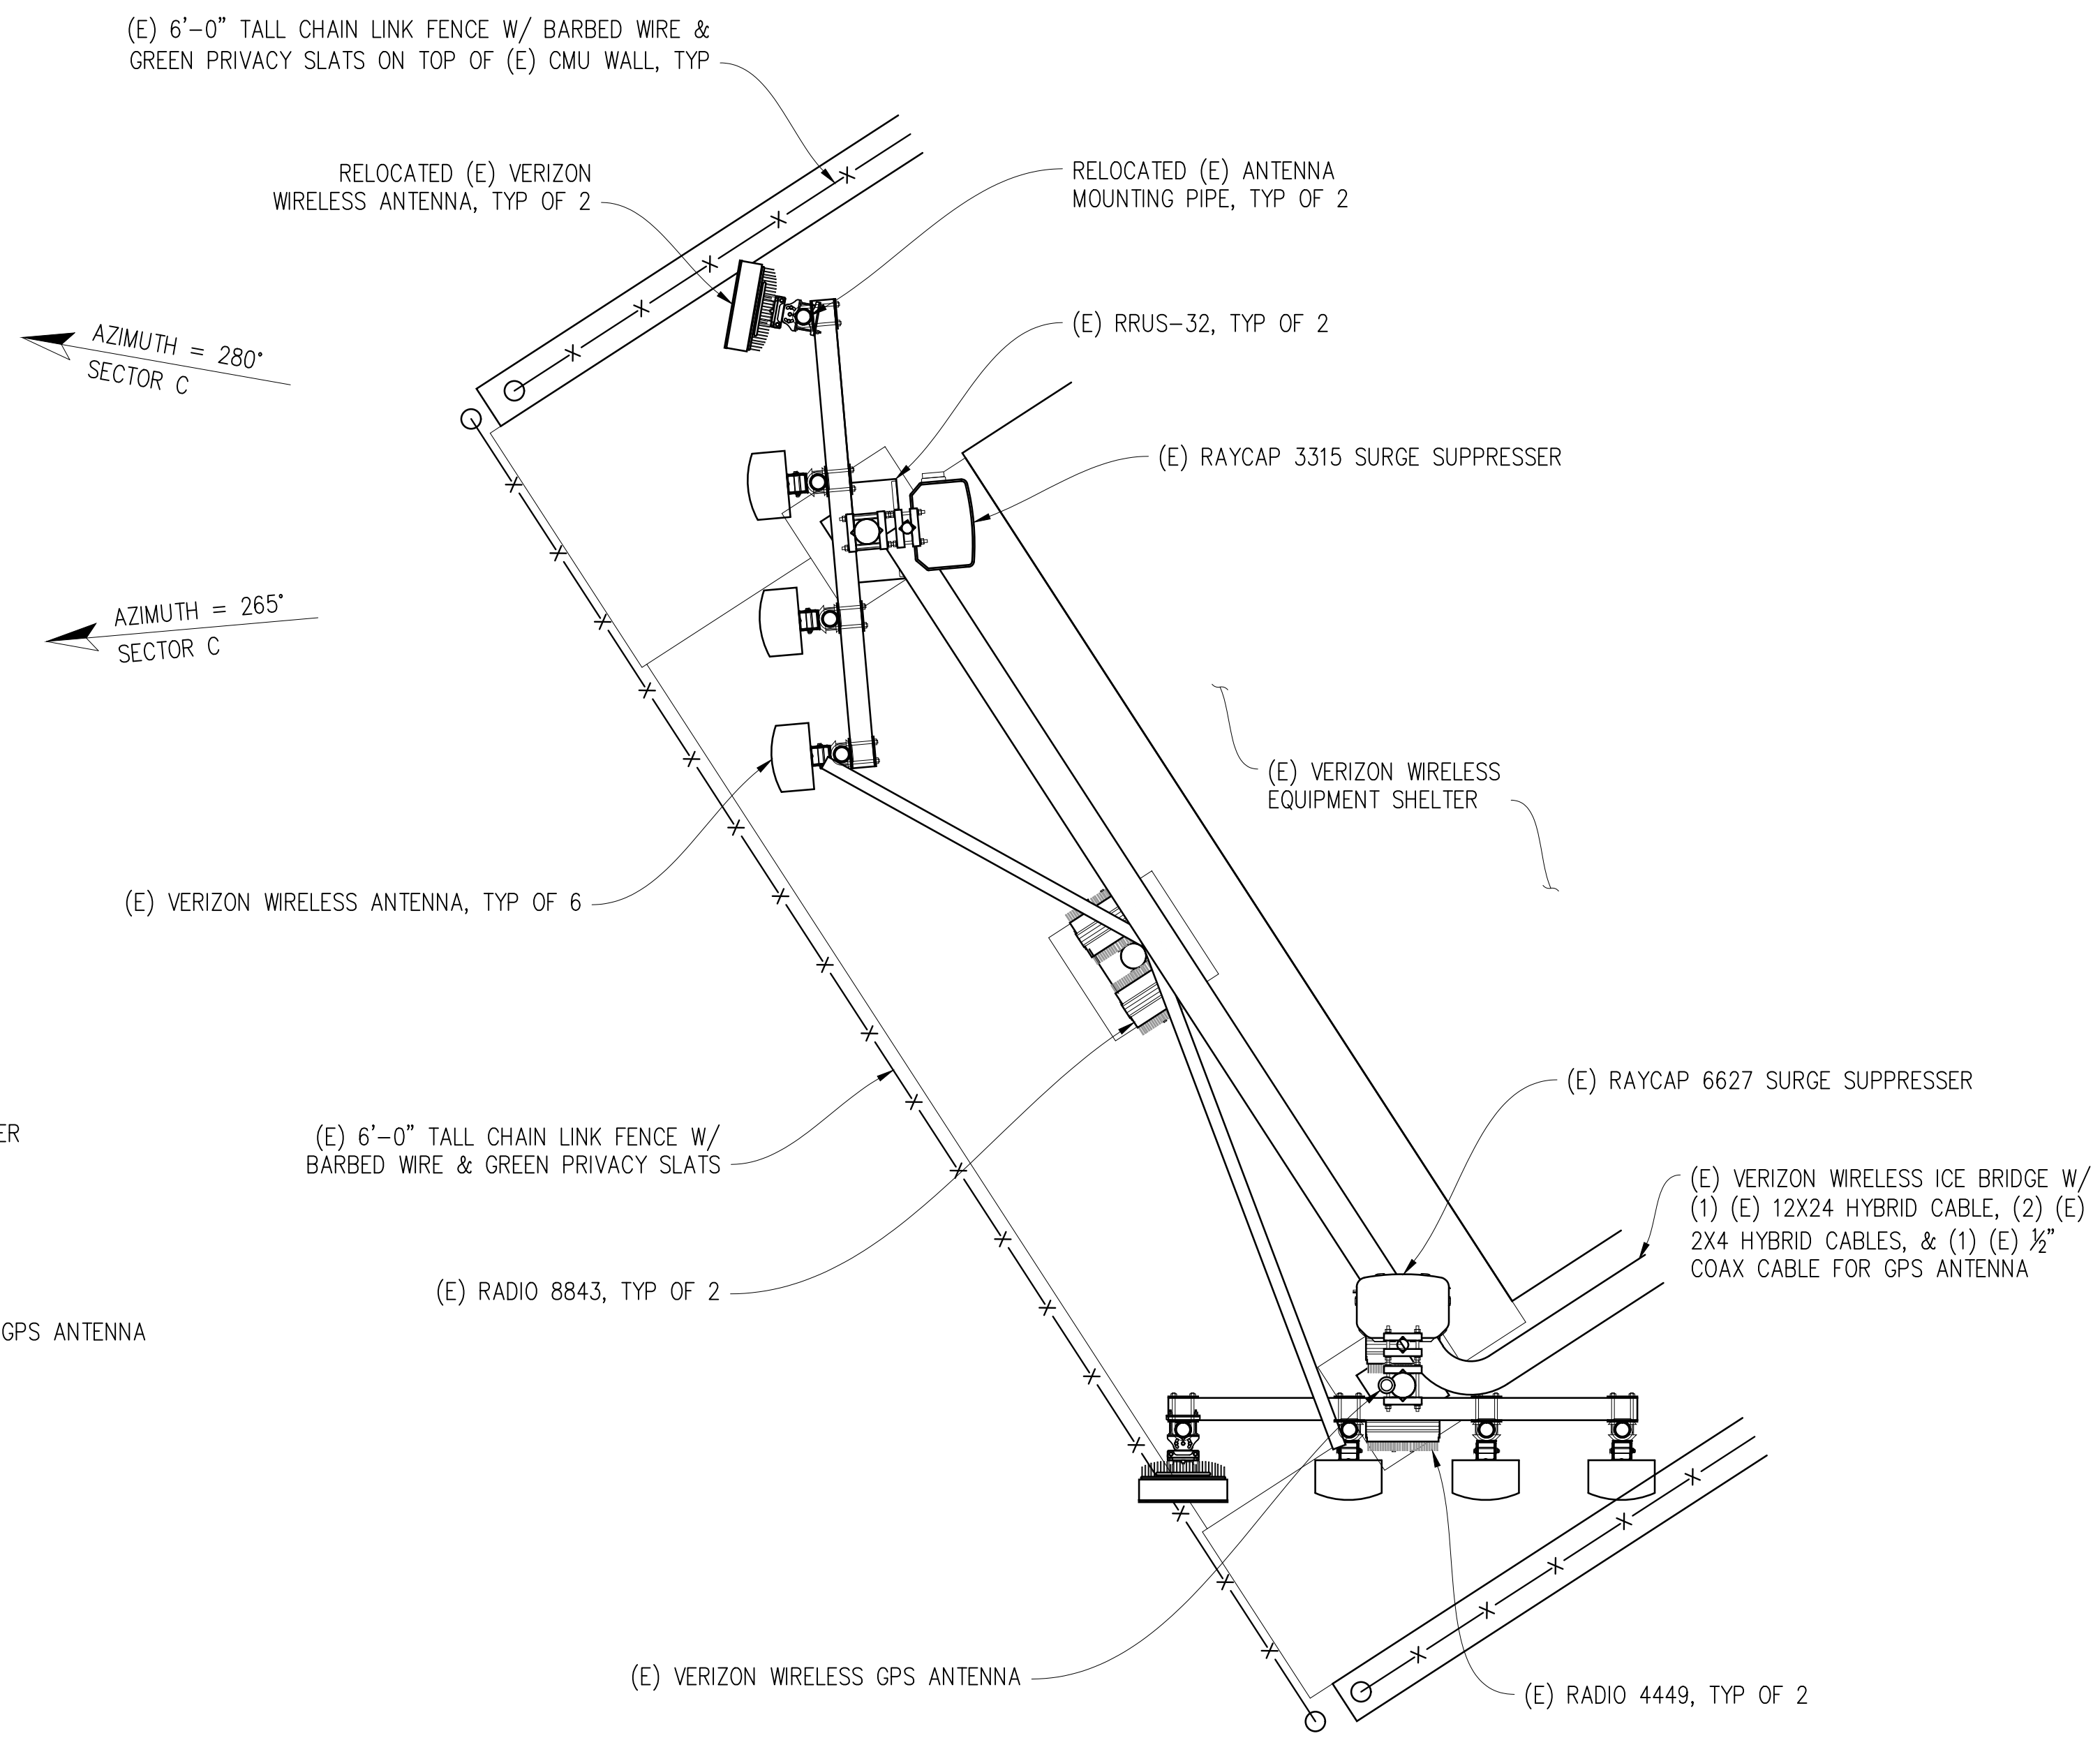 (E) 6'-0" TALL CHAIN LINK FENCE W/ BARBED WIRE &
GREEN PRIVACY SLATS ON TOP OF (E) CMU WALL, TYP
RELOCATED (E) VERIZON
WIRELESS ANTENNA, TYP OF 2
RELOCATED (E) ANTENNA
MOUNTING PIPE, TYP OF 2
(E) RRUS-32, TYP OF 2
AZIMUTH = 280°
SECTOR C
(E) RAYCAP 3315 SURGE SUPPRESSER
AZIMUTH = 265°
SECTOR C
(E) VERIZON WIRELESS
EQUIPMENT SHELTER
(E) VERIZON WIRELESS ANTENNA, TYP OF 6
(E) RAYCAP 6627 SURGE SUPPRESSER
ER
(E) 6'-0" TALL CHAIN LINK FENCE W/
BARBED WIRE & GREEN PRIVACY SLATS
(E) VERIZON WIRELESS ICE BRIDGE W/
(1) (E) 12X24 HYBRID CABLE, (2) (E)
2X4 HYBRID CABLES, & (1) (E) ½"
COAX CABLE FOR GPS ANTENNA
(E) RADIO 8843, TYP OF 2
GPS ANTENNA
(E) VERIZON WIRELESS GPS ANTENNA
(E) RADIO 4449, TYP OF 2